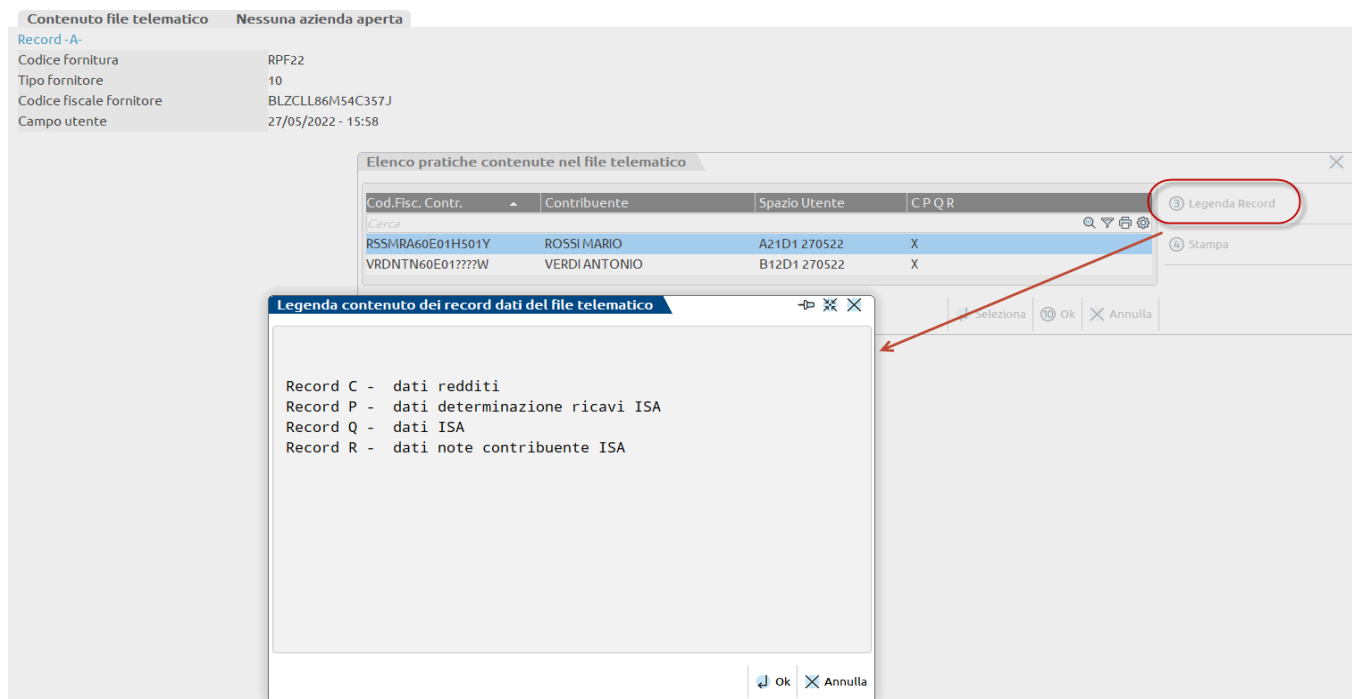 Contenuto file telematico Nessuna azienda aperta
Record -A-
Codice fornitura RPF22
Tipo fornitore 10
Codice fiscale fornitore BLZCLL86M54C357J
Campo utente 27/05/2022 - 15:58
Elenco pratiche contenute nel file telematico
Cod.Fisc. Contr. Contribuente Spazio Utente C P Q R
3 Legenda Record
Cerca
RSSMRA60E01H501Y ROSSI MARIO A21D1 270522 X
4 Stampa
VRDNTN60E01????W VERDI ANTONIO B12D1 270522 X
Seleziona 10 Ok Annulla
Legenda contenuto dei record dati del file telematico
Record C - dati redditi
Record P - dati determinazione ricavi ISA
Record Q - dati ISA
Record R - dati note contribuente ISA
Ok Annulla